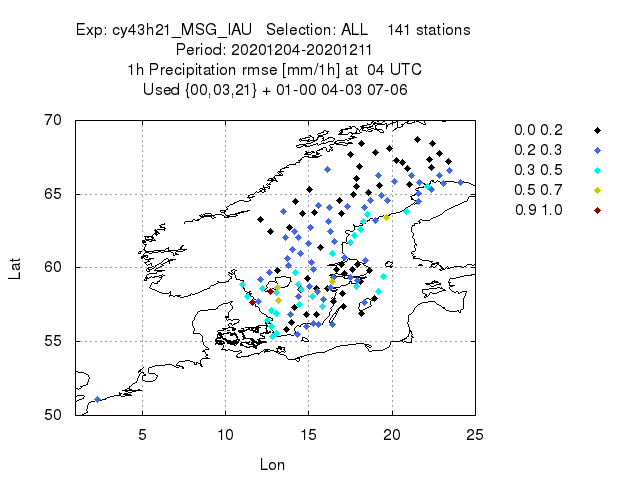 Exp: cy43h21_MSG_IAU   Selection: ALL    141 stations
Period: 20201204-20201211
1h Precipitation rmse [mm/1h] at  04 UTC
Used {00,03,21} + 01-00 04-03 07-06
70
65
60
55
50
Lat
5 10 15 20 25
Lon
0.0 0.2
0.2 0.3
0.3 0.5
0.5 0.7
0.9 1.0